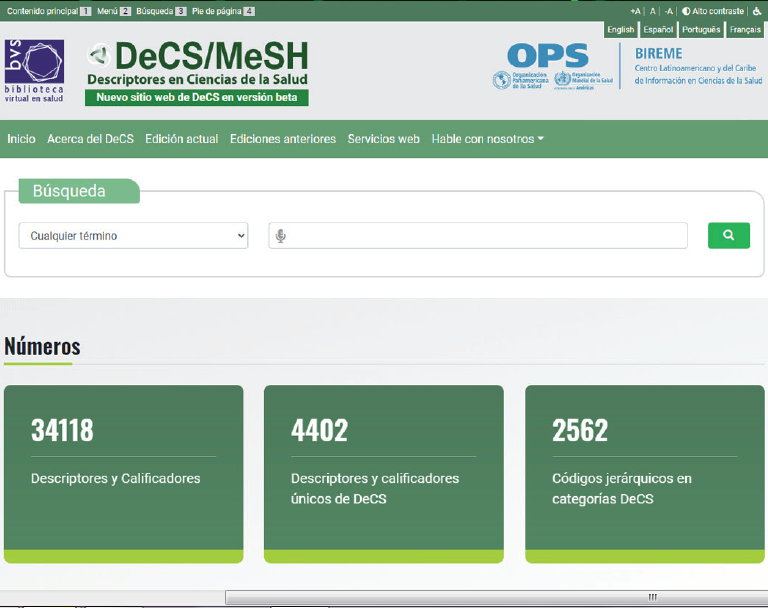 Contenido principal 1 Menú 2 Búsqueda 3 Pie de página 4
+A A -A Alto contraste
English Español Português Français
bvs
biblioteca
virtual en salud
DeCS/MeSH
Descriptores en Ciencias de la Salud
Nuevo sitio web de DeCS en versión beta
OPS
Organización
Panamericana
de la Salud
Organización
Mundial de la Salud
BIREME
Centro Latinoamericano y del Caribe
de Información en Ciencias de la Salud
Inicio Acerca del DeCS Edición actual Ediciones anteriores Servicios web Hable con nosotros
Búsqueda
Cualquier término
Números
34118
Descriptores y Calificadores
4402
Descriptores y calificadores
únicos de DeCS
2562
Códigos jerárquicos en
categorías DeCS